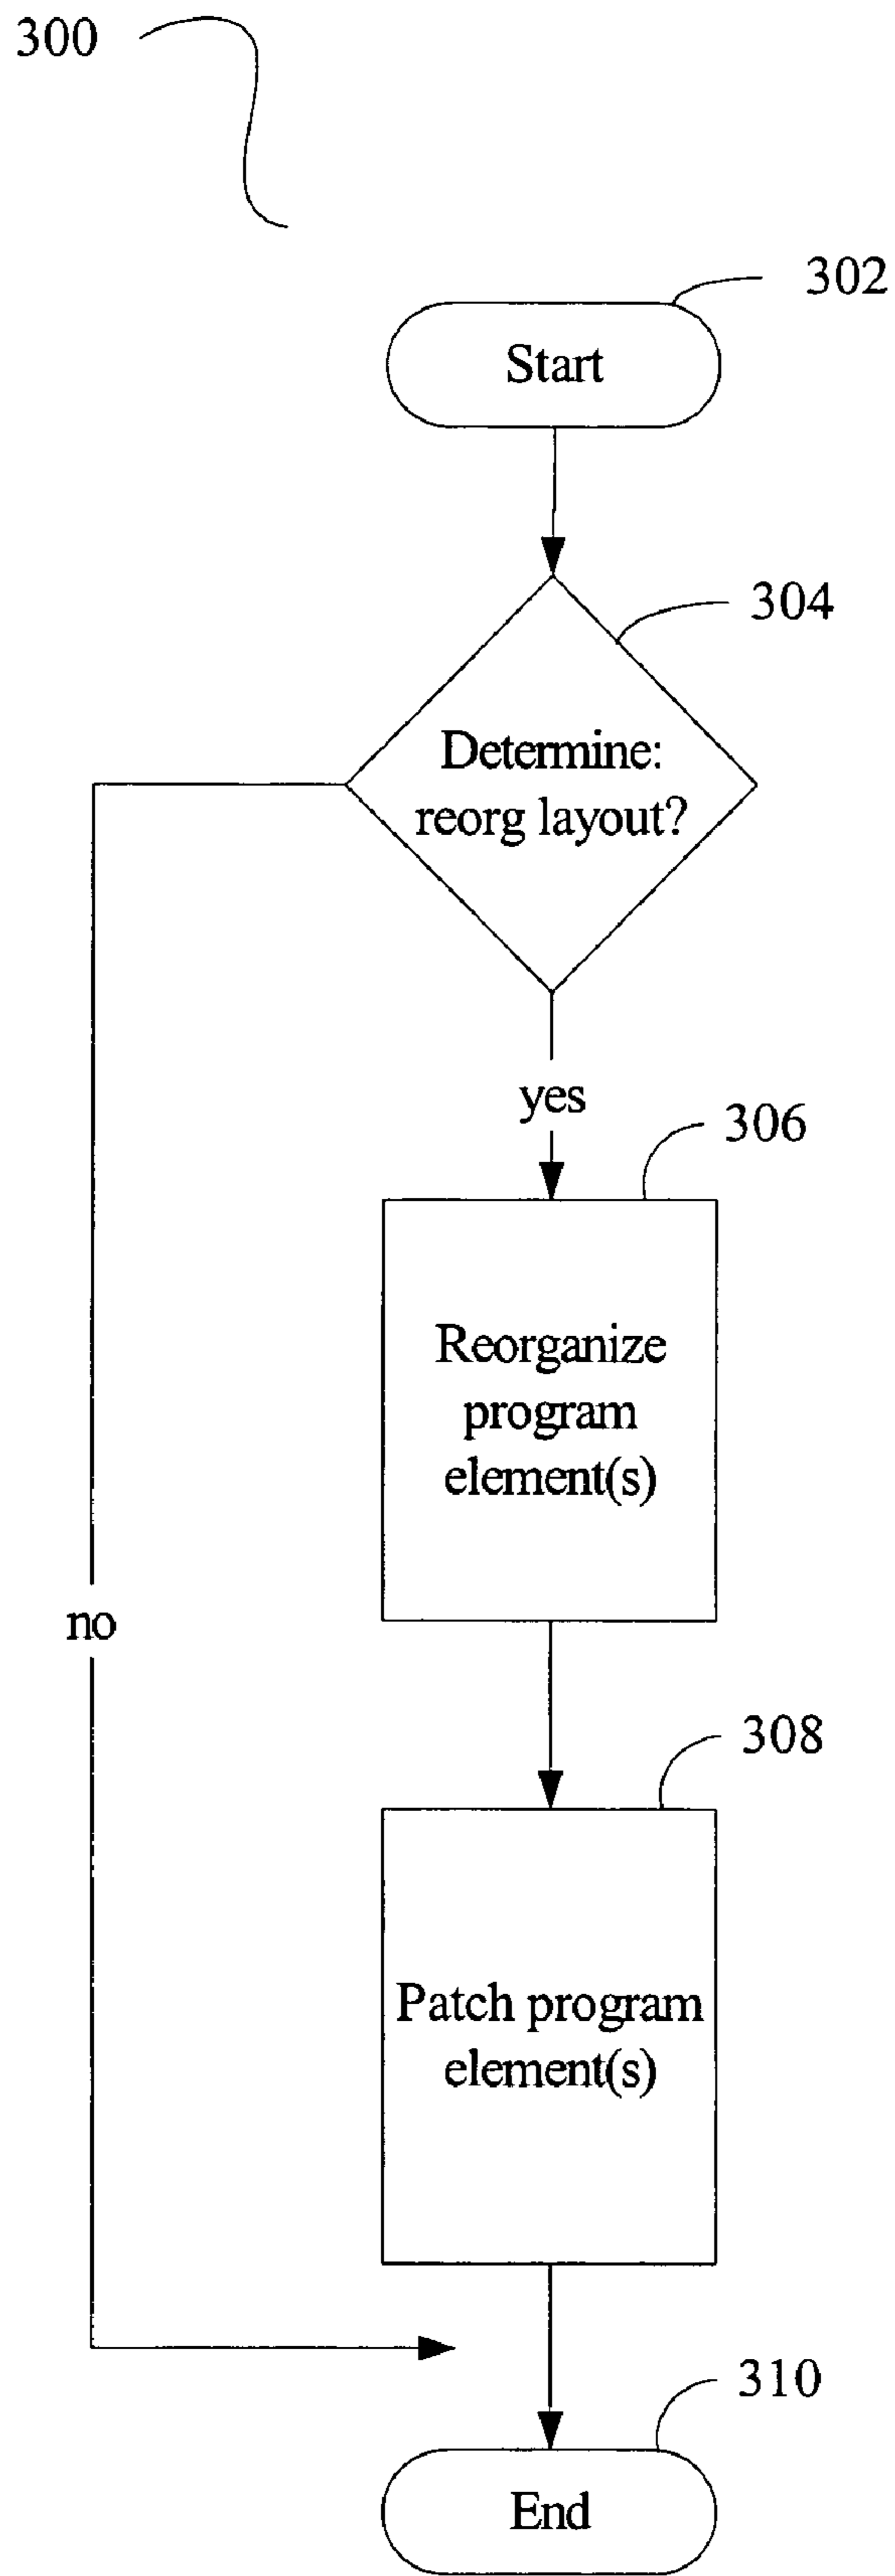 300
302
Start
304
Determine:
reorg layout?
yes
306
Reorganize
program
element(s)
no
308
Patch program
element(s)
310
End